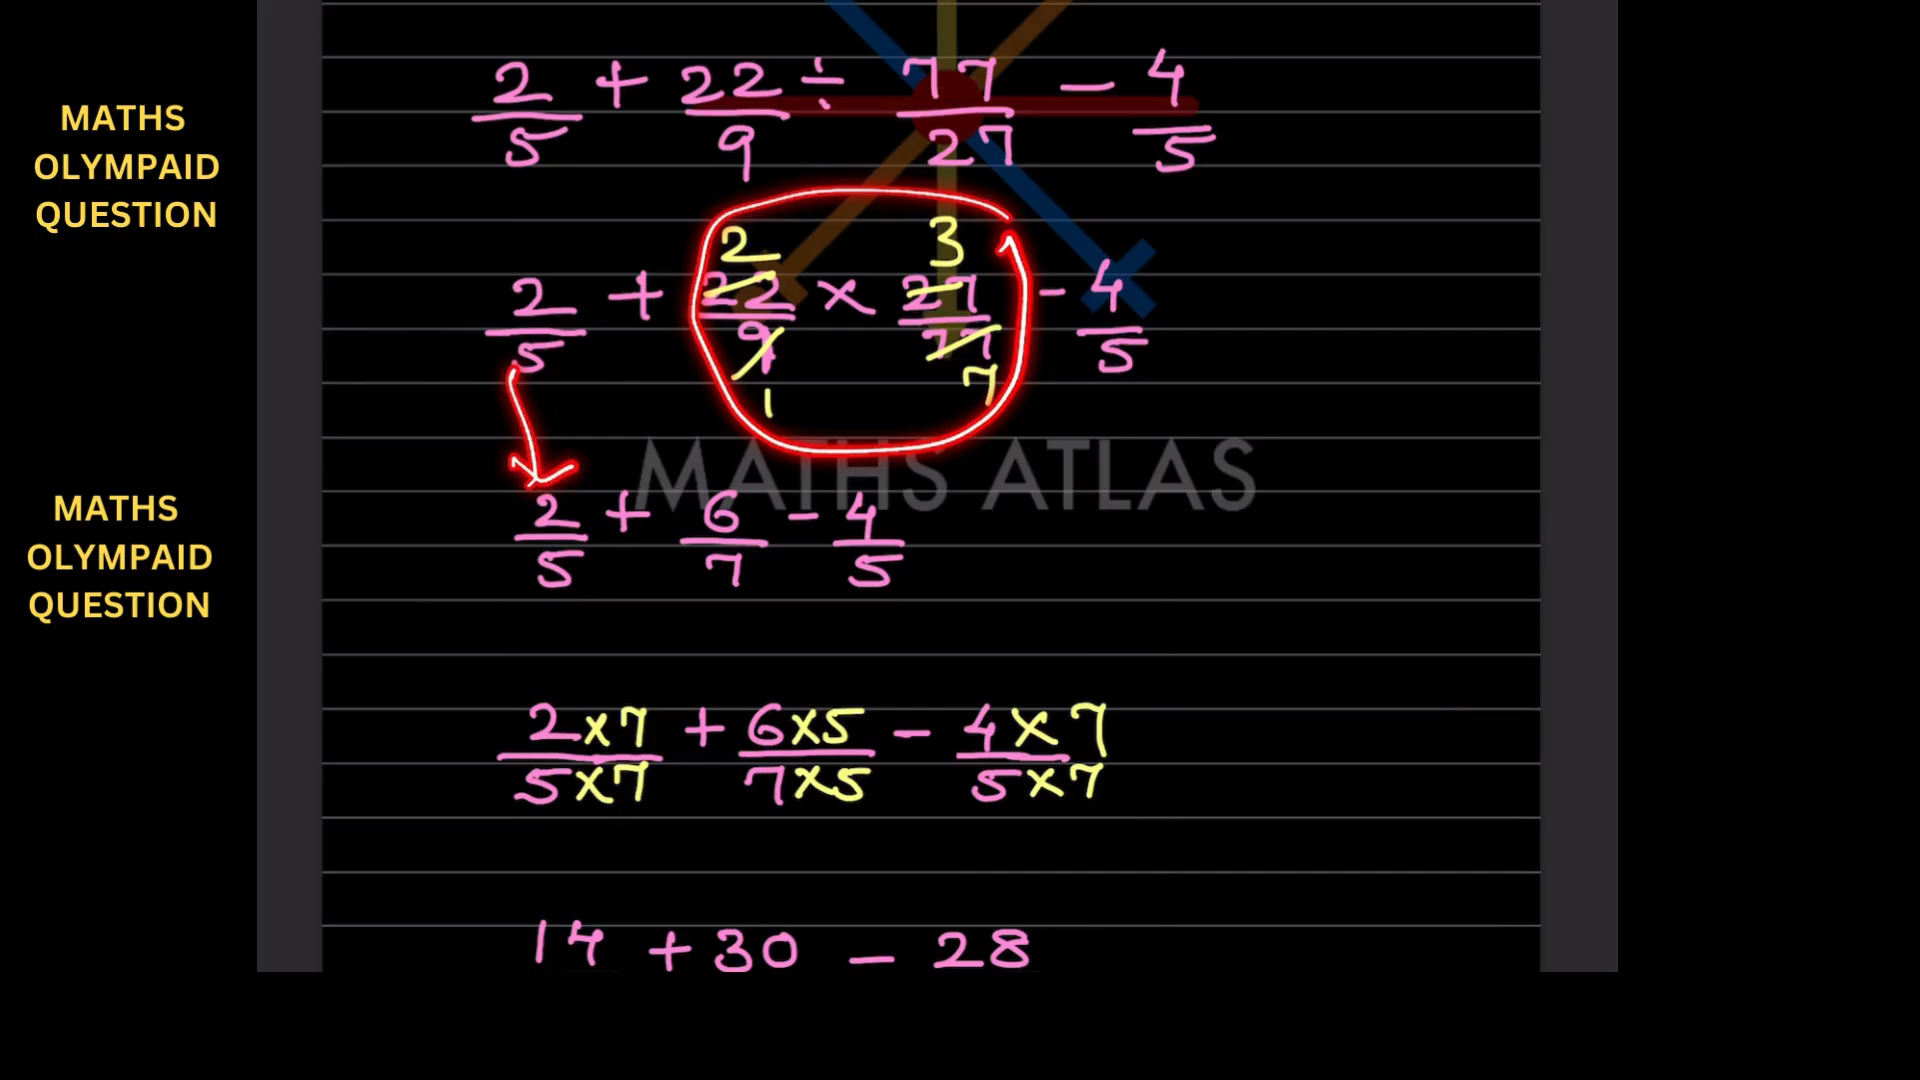 MATHS
OLYMPAID
QUESTION
2/5 + 22/9 ÷ 77/27 - 4/5
2 3
2/5 + 22/9 × 27/77 - 4/5
1 7
MATHS ATLAS
2/5 + 6/7 - 4/5
MATHS
OLYMPAID
QUESTION
2×7/5×7 + 6×5/7×5 - 4×7/5×7
14 + 30 - 28